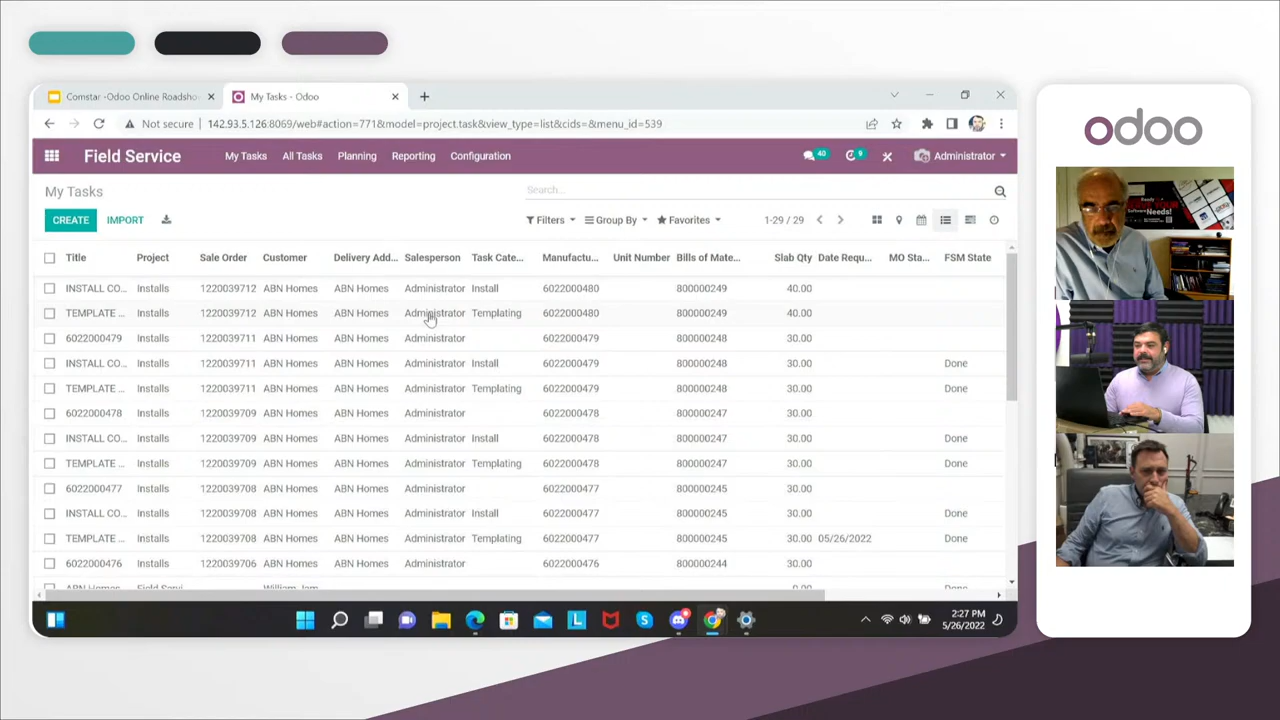 Comstar -Odoo Online Roadsho
My Tasks - Odoo
Not secure
142.93.5.126:8069/web#action=771&model=project.task&view_type=list&cids=&menu_id=539
Field Service
My Tasks All Tasks Planning Reporting Configuration
40
9
Administrator
My Tasks
Search...
CREATE IMPORT
Filters Group By Favorites 1-29 / 29
Title Project Sale Order Customer Delivery Add... Salesperson Task Cate... Manufactu... Unit Number Bills of Mate... Slab Qty Date Requ... MO Sta... FSM State
INSTALL CO... Installs 1220039712 ABN Homes ABN Homes Administrator Install 6022000480 800000249 40.00
TEMPLATE ... Installs 1220039712 ABN Homes ABN Homes Administrator Templating 6022000480 800000249 40.00
6022000479 Installs 1220039711 ABN Homes ABN Homes Administrator 6022000479 800000248 30.00
INSTALL CO... Installs 1220039711 ABN Homes ABN Homes Administrator Install 6022000479 800000248 30.00 Done
TEMPLATE ... Installs 1220039711 ABN Homes ABN Homes Administrator Templating 6022000479 800000248 30.00 Done
6022000478 Installs 1220039709 ABN Homes ABN Homes Administrator 6022000478 800000247 30.00
INSTALL CO... Installs 1220039709 ABN Homes ABN Homes Administrator Install 6022000478 800000247 30.00 Done
TEMPLATE ... Installs 1220039709 ABN Homes ABN Homes Administrator Templating 6022000478 800000247 30.00 Done
6022000477 Installs 1220039708 ABN Homes ABN Homes Administrator 6022000477 800000245 30.00
INSTALL CO... Installs 1220039708 ABN Homes ABN Homes Administrator Install 6022000477 800000245 30.00 Done
TEMPLATE ... Installs 1220039708 ABN Homes ABN Homes Administrator Templating 6022000477 800000245 30.00 05/26/2022 Done
6022000476 Installs 1220039706 ABN Homes ABN Homes Administrator 6022000476 800000244 30.00
ABN Homes Field Servi William Jam 0.00 Done
2:27 PM
5/26/2022
odoo
Needs!